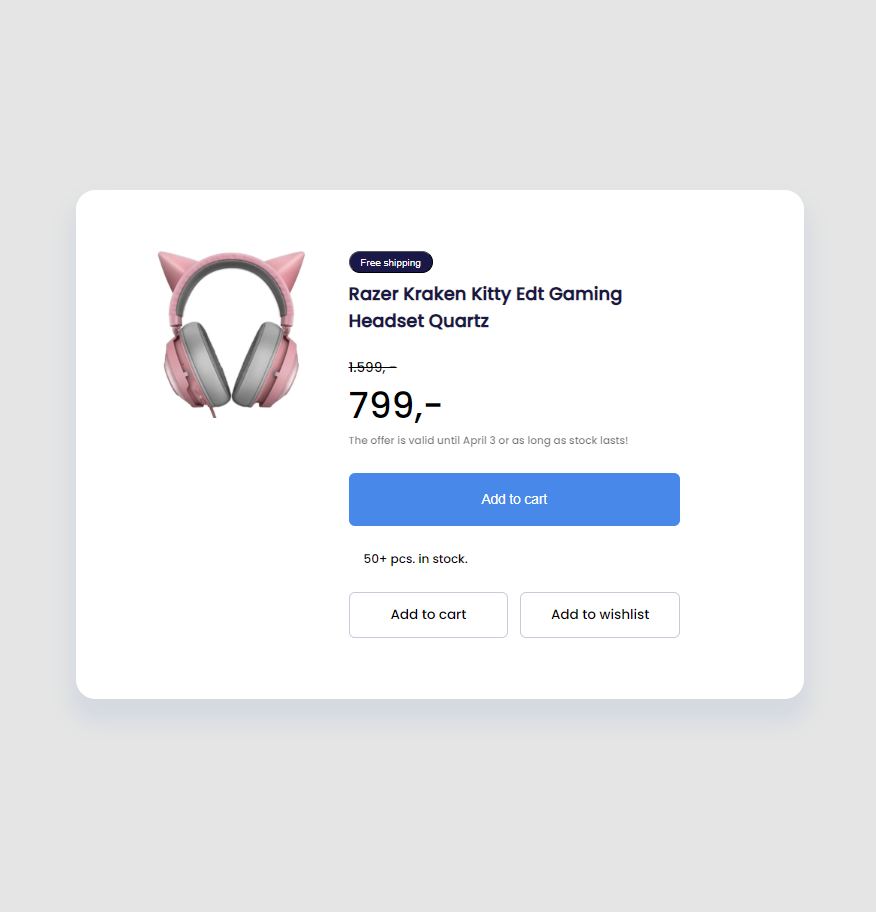 Free shipping
Razer Kraken Kitty Edt Gaming
Headset Quartz
1.599, -
799,-
The offer is valid until April 3 or as long as stock lasts!
Add to cart
50+ pcs. in stock.
Add to cart
Add to wishlist